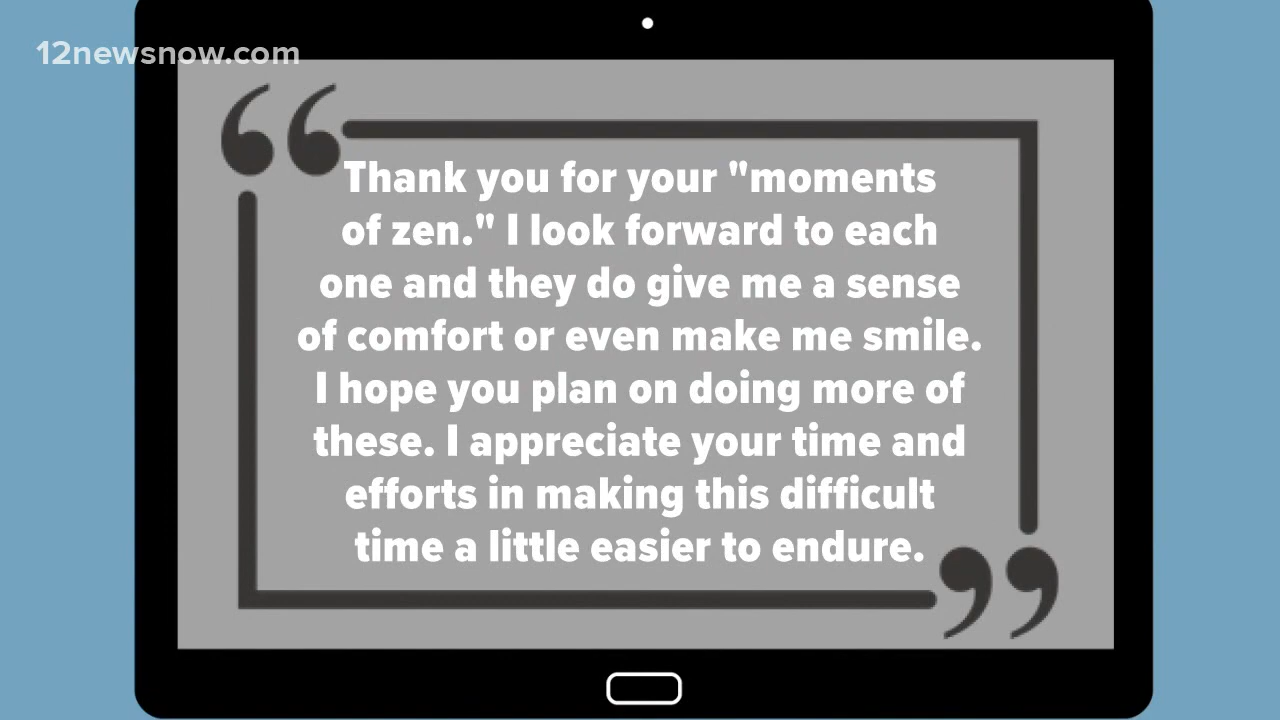 12newsnow.com
Thank you for your "moments
of zen." I look forward to each
one and they do give me a sense
of comfort or even make me smile.
I hope you plan on doing more of
these. I appreciate your time and
efforts in making this difficult
time a little easier to endure.